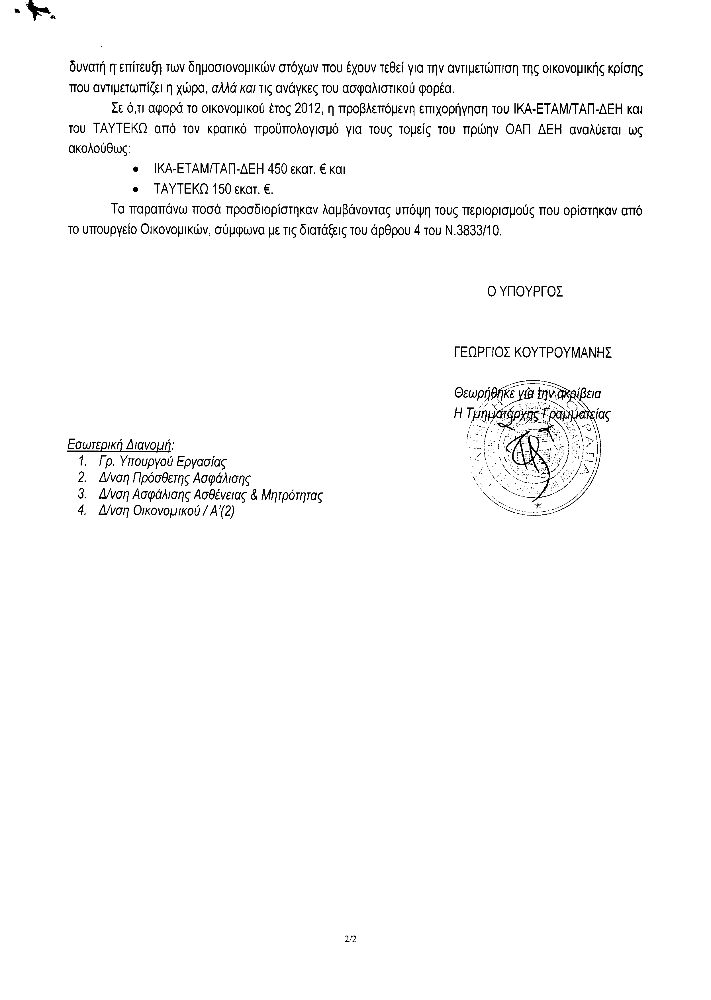 δυνατή η επίτευξη των δημοσιονομικών στόχων που έχουν τεθεί για την αντιμετώπιση της οικονομικής κρίσης
που αντιμετωπίζει η χώρα, αλλά και τις ανάγκες του ασφαλιστικού φορέα.
Σε ό,τι αφορά το οικονομικού έτος 2012, η προβλεπόμενη επιχορήγηση του ΙΚΑ-ΕΤΑΜ/ΤΑΠ-ΔΕΗ και
του ΤΑΥΤΕΚΩ από τον κρατικό προϋπολογισμό για τους τομείς του πρώην ΟΑΠ ΔΕΗ αναλύεται ως
ακολούθως:
• ΙΚΑ-ΕΤΑΜ/ΤΑΠ-ΔΕΗ 450 εκατ. € και
• ΤΑΥΤΕΚΩ 150 εκατ. €.
Τα παραπάνω ποσά προσδιορίστηκαν λαμβάνοντας υπόψη τους περιορισμούς που ορίστηκαν από
το υπουργείο Οικονομικών, σύμφωνα με τις διατάξεις του άρθρου 4 του Ν.3833/10.
Ο ΥΠΟΥΡΓΟΣ
ΓΕΩΡΓΙΟΣ ΚΟΥΤΡΟΥΜΑΝΗΣ
Θεωρήθηκε για την ακρίβεια
Η Τμηματάρχης Γραμματείας
Εσωτερική Διανομή:
1. Γρ. Υπουργού Εργασίας
2. Δ/νση Πρόσθετης Ασφάλισης
3. Δ/νση Ασφάλισης Ασθένειας & Μητρότητας
4. Δ/νση Οικονομικού / Α'(2)
2/2